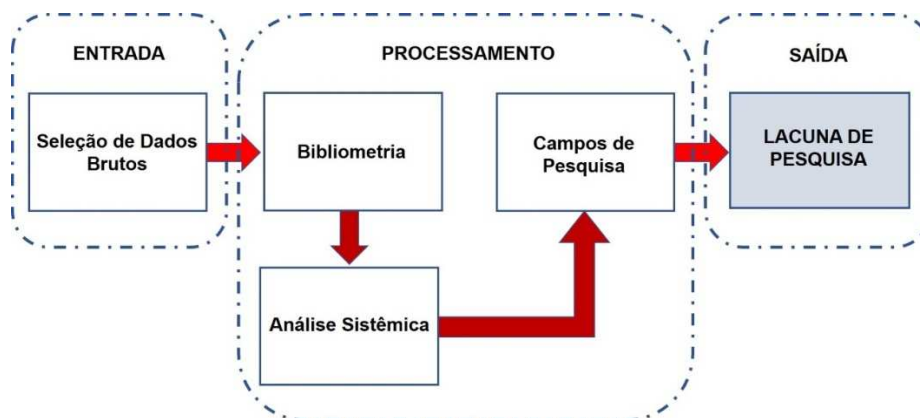 ENTRADA
PROCESSAMENTO
SAÍDA
Seleção de Dados
Brutos
Bibliometria
Campos de
Pesquisa
LACUNA DE
PESQUISA
Análise Sistêmica